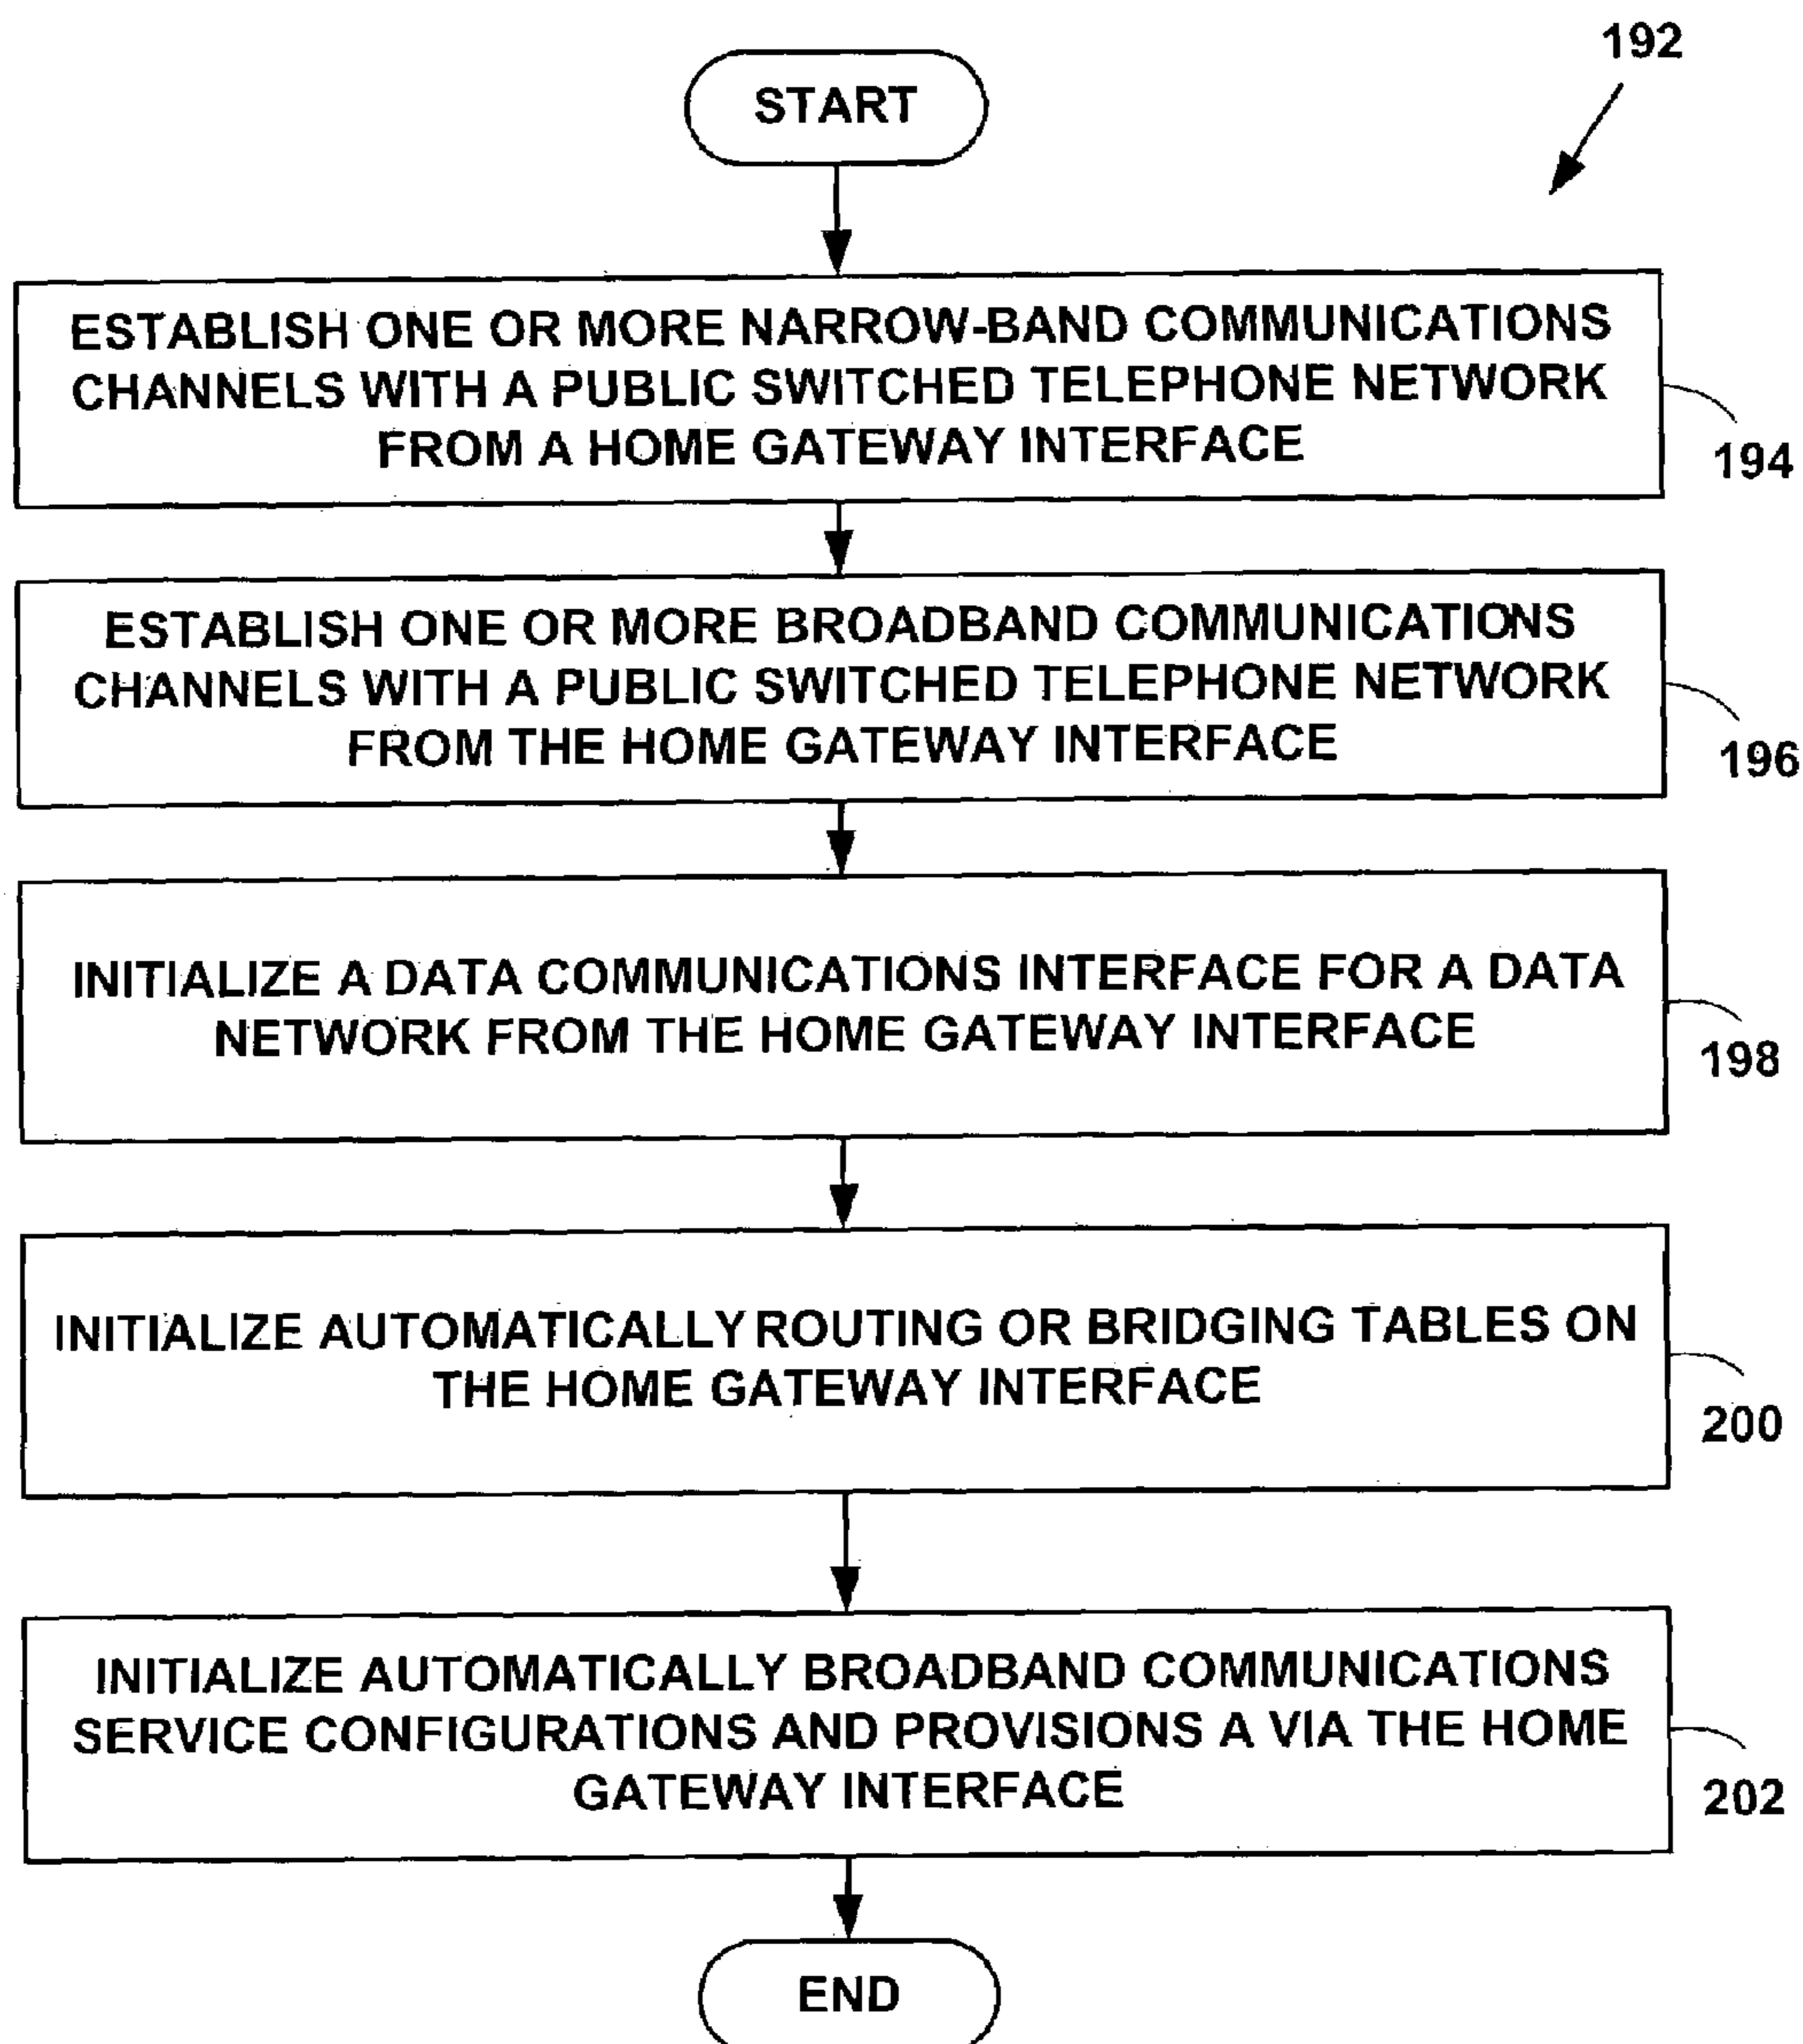 192
START
ESTABLISH ONE OR MORE NARROW-BAND COMMUNICATIONS
CHANNELS WITH A PUBLIC SWITCHED TELEPHONE NETWORK
FROM A HOME GATEWAY INTERFACE
194
ESTABLISH ONE OR MORE BROADBAND COMMUNICATIONS
CHANNELS WITH A PUBLIC SWITCHED TELEPHONE NETWORK
FROM THE HOME GATEWAY INTERFACE
196
INITIALIZE A DATA COMMUNICATIONS INTERFACE FOR A DATA
NETWORK FROM THE HOME GATEWAY INTERFACE
198
INITIALIZE AUTOMATICALLY ROUTING OR BRIDGING TABLES ON
THE HOME GATEWAY INTERFACE
200
INITIALIZE AUTOMATICALLY BROADBAND COMMUNICATIONS
SERVICE CONFIGURATIONS AND PROVISIONS A VIA THE HOME
GATEWAY INTERFACE
202
END